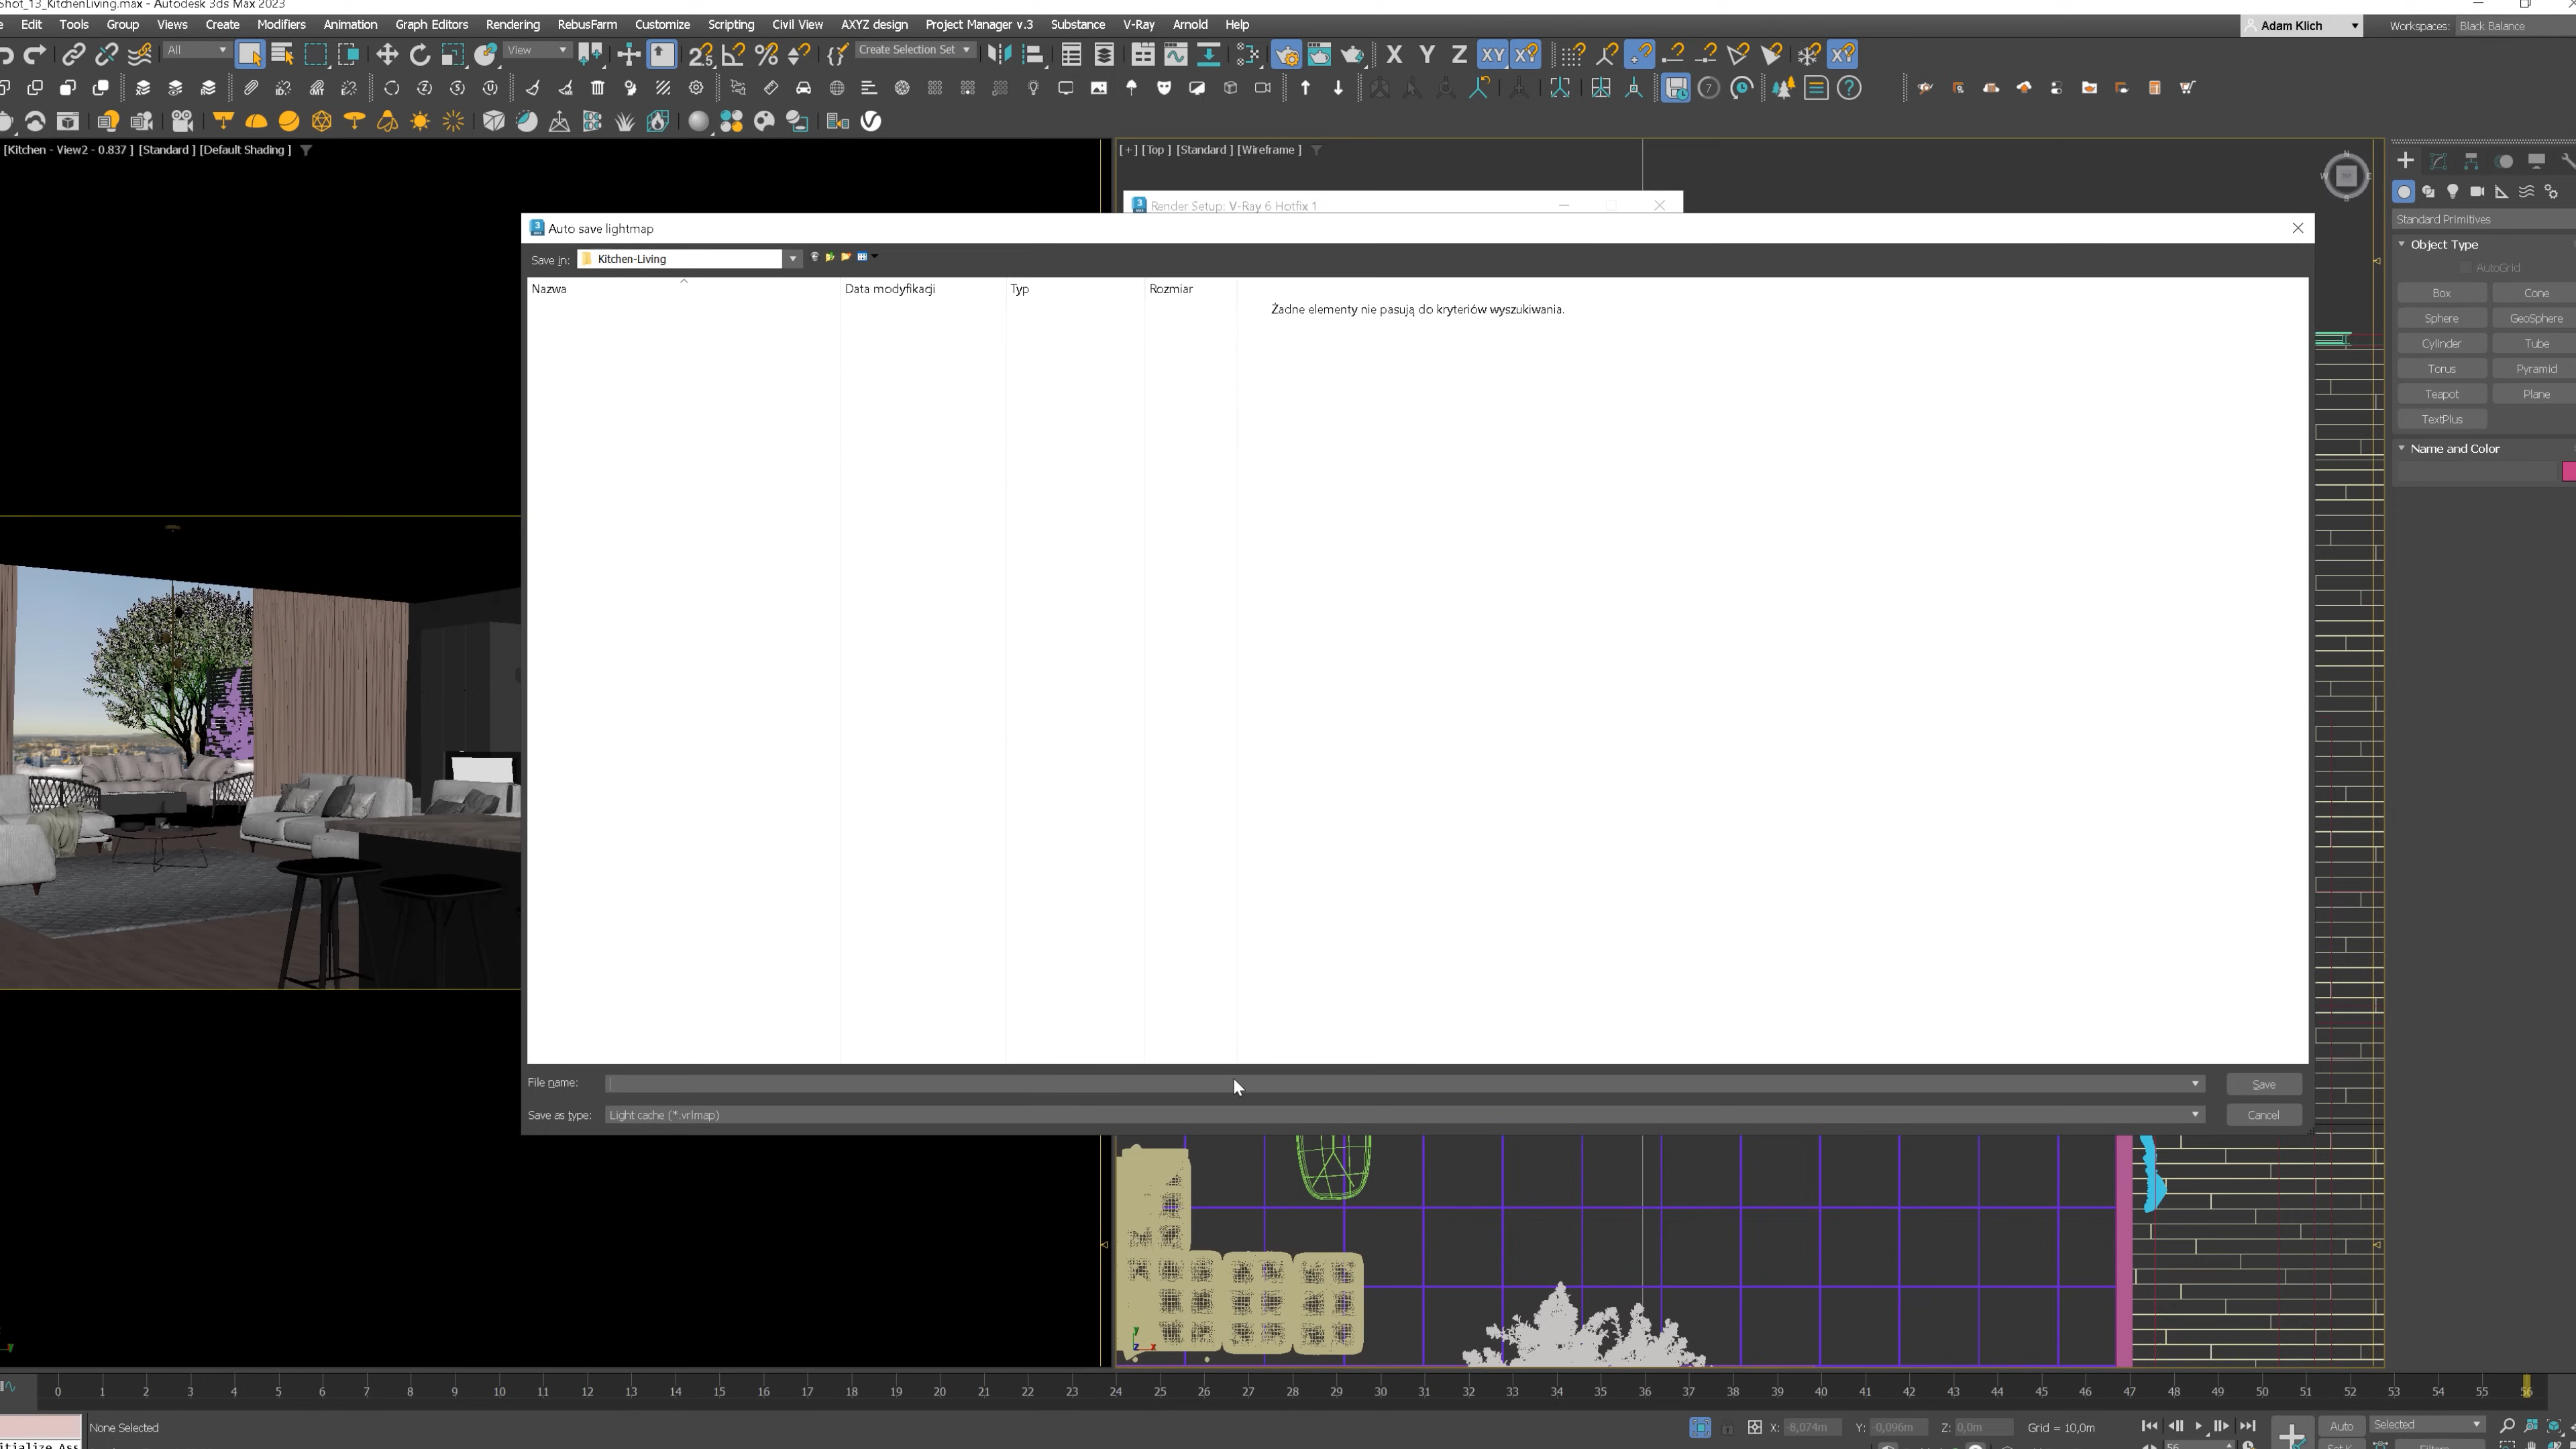 Shot_13_KitchenLiving.max - Autodesk 3ds Max 2023
Edit Tools Group Views Create Modifiers Animation Graph Editors Rendering RebusFarm Customize Scripting Civil View AXYZ design Project Manager v.3 Substance V-Ray Arnold Help
Adam Klich
Workspaces: Black Balance
All
View
Create Selection Set
X Y Z XY
[Kitchen - View2 - 0.837 ] [Standard ] [Default Shading ]
[+] [Top ] [Standard ] [Wireframe ]
Render Setup: V-Ray 6 Hotfix 1
Auto save lightmap
Save in: Kitchen-Living
Nazwa Data modyfikacji Typ Rozmiar
Żadne elementy nie pasują do kryteriów wyszukiwania.
File name:
Save
Save as type: Light cache (*.vrlmap)
Cancel
Standard Primitives
Object Type
AutoGrid
Box Cone
Sphere GeoSphere
Cylinder Tube
Torus Pyramid
Teapot Plane
TextPlus
Name and Color
0 1 2 3 4 5 6 7 8 9 10 11 12 13 14 15 16 17 18 19 20 21 22 23 24 25 26 27 28 29 30 31 32 33 34 35 36 37 38 39 40 41 42 43 44 45 46 47 48 49 50 51 52 53 54 55 56
None Selected
X: -8,074m Y: -0,096m Z: 0,0m Grid = 10,0m
Auto Selected